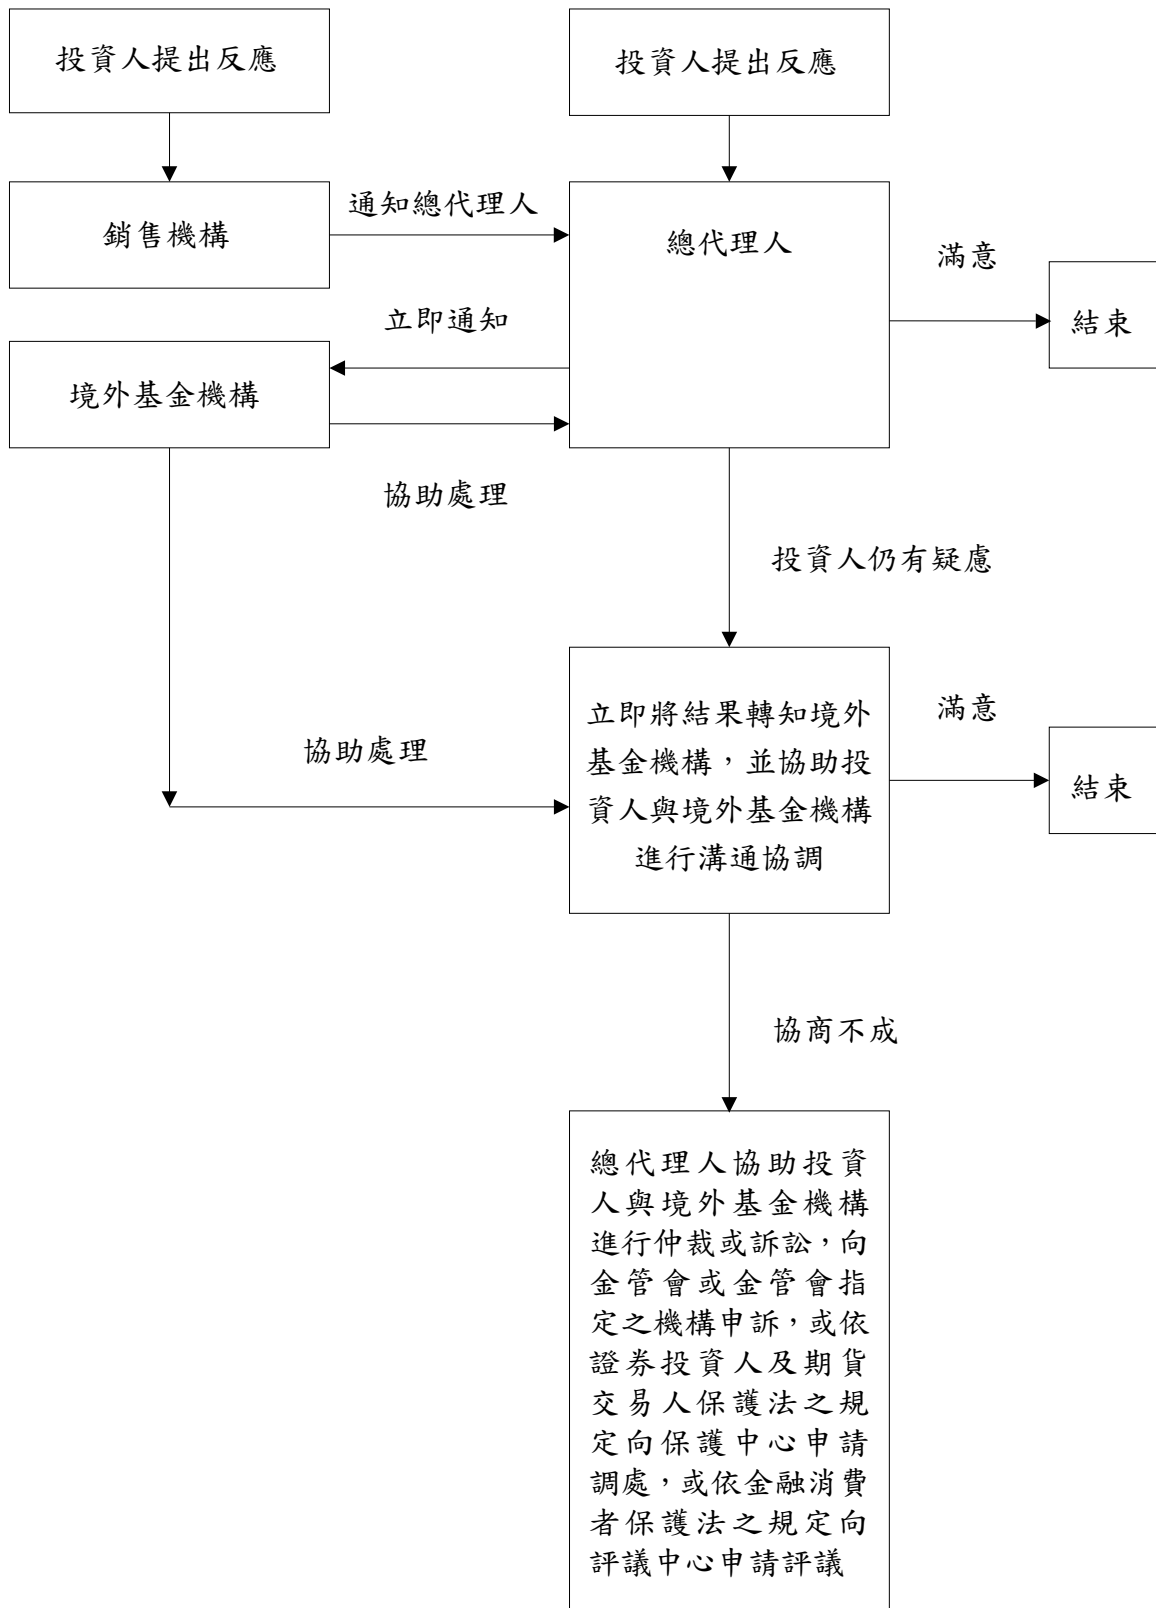 投資人提出反應
投資人提出反應
銷售機構
通知總代理人
總代理人
滿意
結束
立即通知
境外基金機構
協助處理
投資人仍有疑慮
立即將結果轉知境外
基金機構，並協助投
資人與境外基金機構
進行溝通協調
滿意
結束
協助處理
協商不成
總代理人協助投資
人與境外基金機構
進行仲裁或訴訟，向
金管會或金管會指
定之機構申訴，或依
證券投資人及期貨
交易人保護法之規
定向保護中心申請
調處，或依金融消費
者保護法之規定向
評議中心申請評議